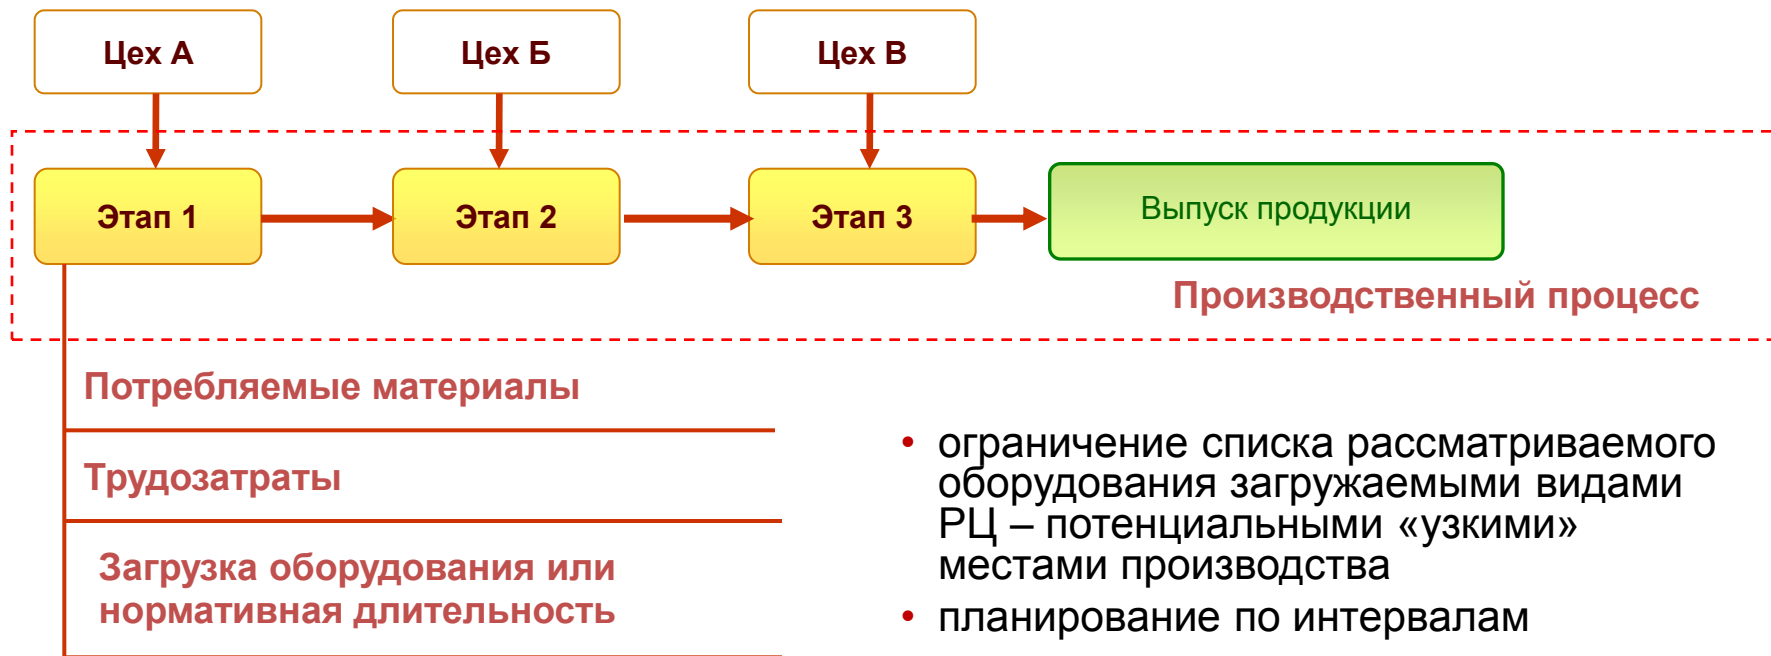 Цех А
Цех Б
Цех В
Этап 1
Этап 2
Этап 3
Выпуск продукции
Производственный процесс
Потребляемые материалы
Трудозатраты
Загрузка оборудования или
нормативная длительность
• ограничение списка рассматриваемого
оборудования загружаемыми видами
РЦ – потенциальными «узкими»
местами производства
• планирование по интервалам